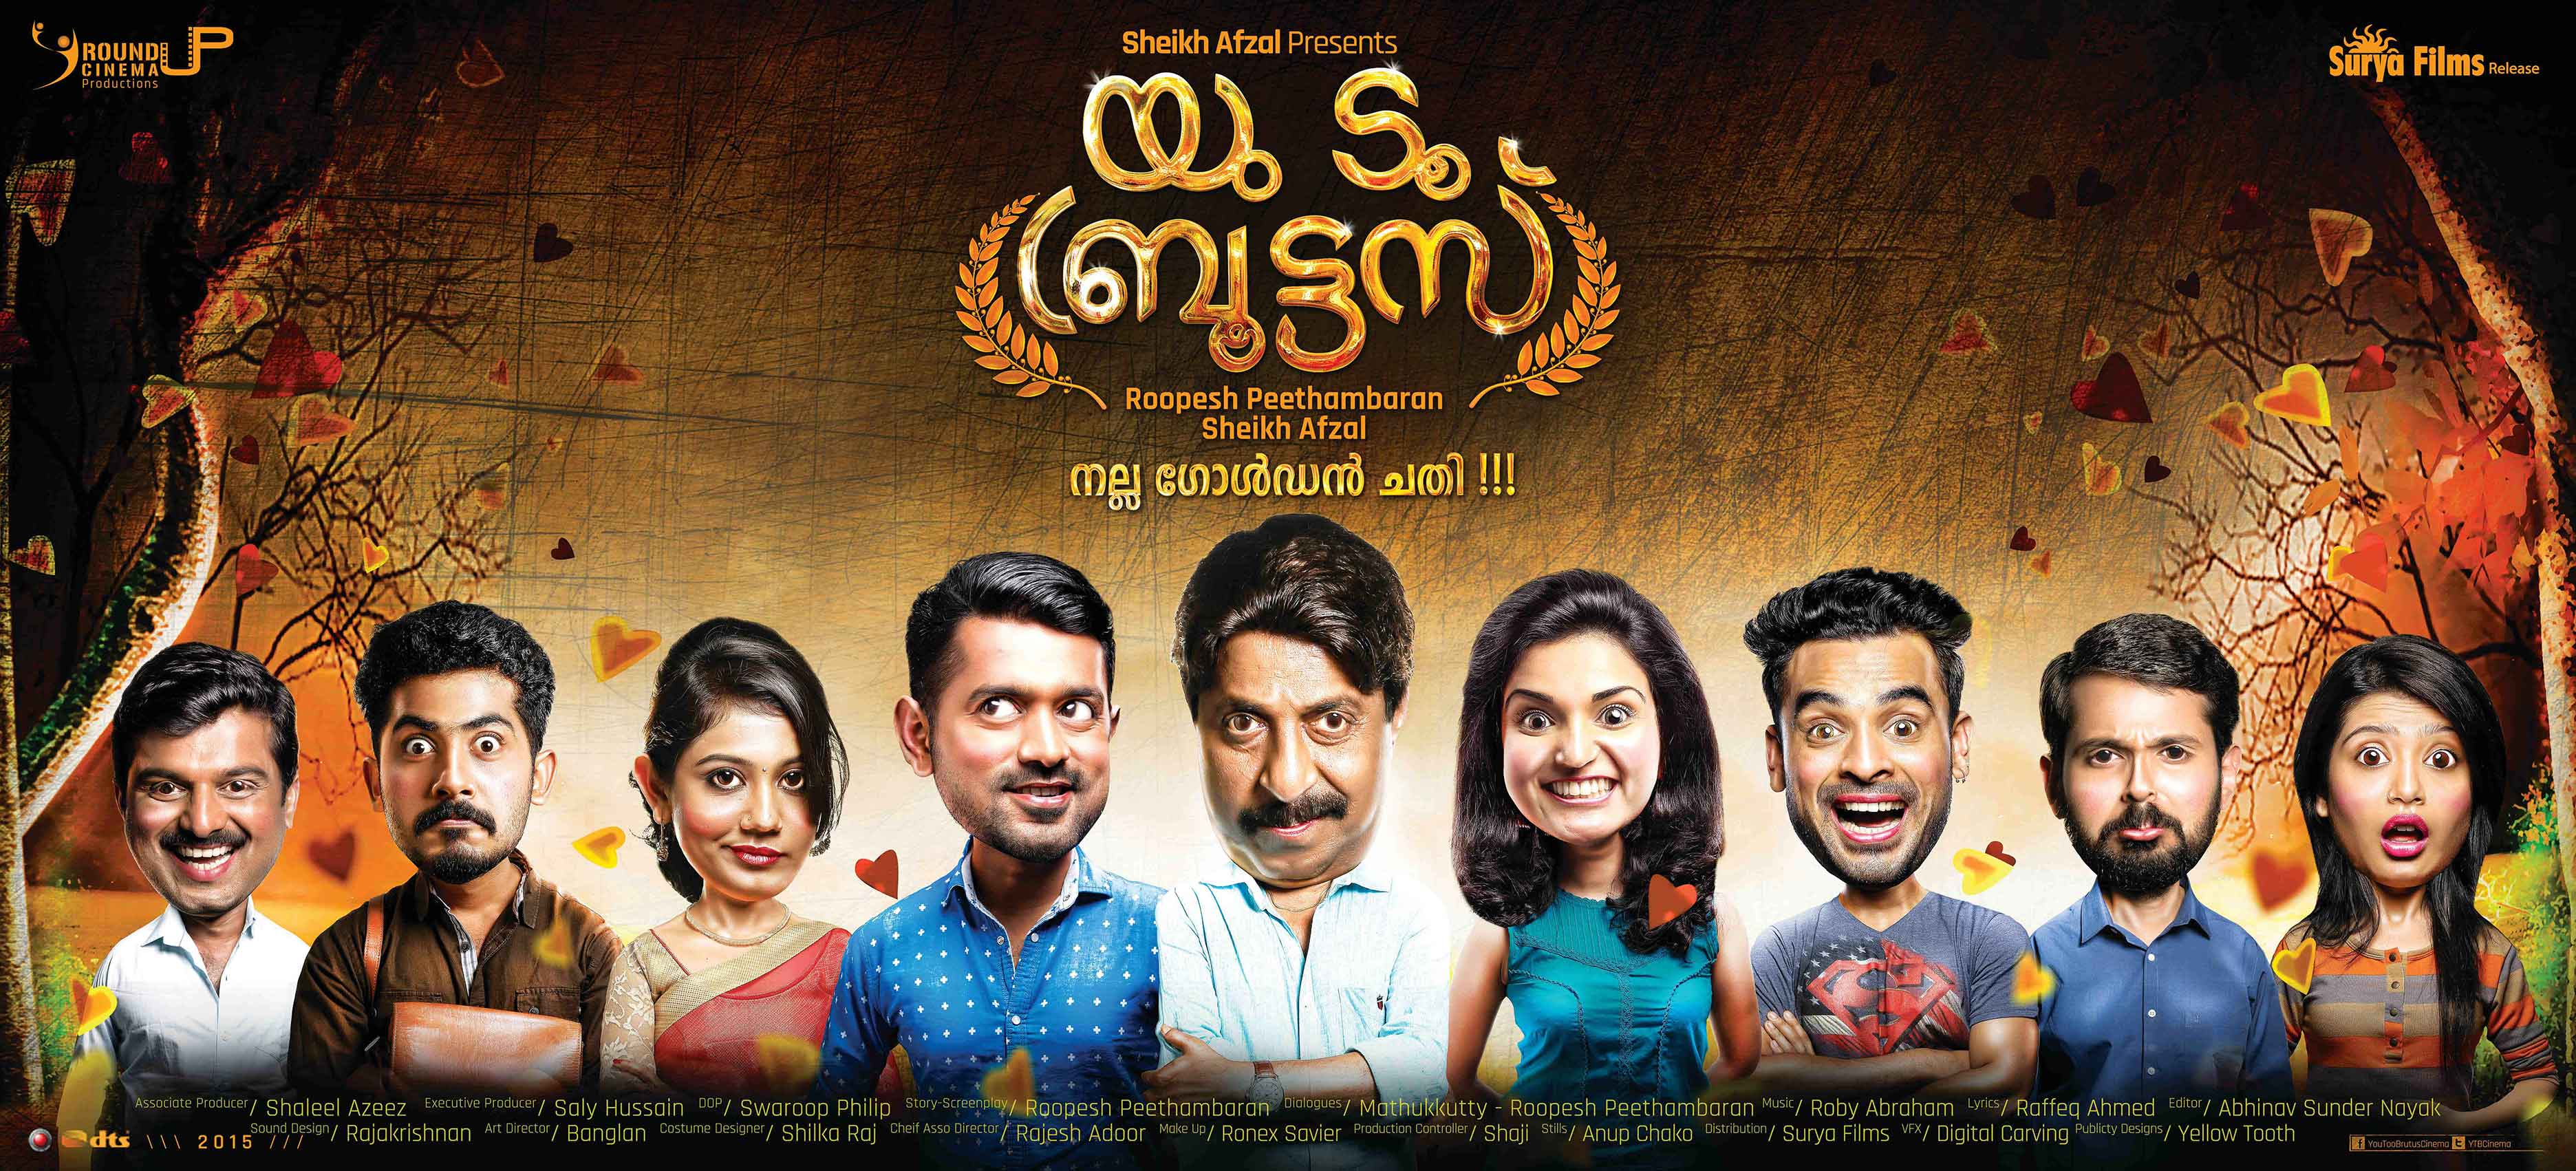 ROUND UP
CINEMA
Productions
Sheikh Afzal Presents
Surya Films Release
യു ടൂ
ബ്രൂട്ടസ്
Roopesh Peethambaran
Sheikh Afzal
നല്ല ഗോൾഡൻ ചതി !!!
Associate Producer/ Shaleel Azeez Executive Producer/ Saly Hussain DOP/ Swaroop Philip Story-Screenplay/ Roopesh Peethambaran Dialogues/ Mathukkutty - Roopesh Peethambaran Music/ Roby Abraham Lyrics/ Raffeq Ahmed Editor/ Abhinav Sunder Nayak
Sound Design/ Rajakrishnan Art Director/ Banglan Costume Designer/ Shilka Raj Cheif Asso Director/ Rajesh Adoor Make Up/ Ronex Savier Production Controller/ Shaji Stills/ Anup Chako Distribution/ Surya Films VFX/ Digital Carving Publicty Designs/ Yellow Tooth
dts \\\ 2015 ///
YouTooBrutusCinema YTBCinema